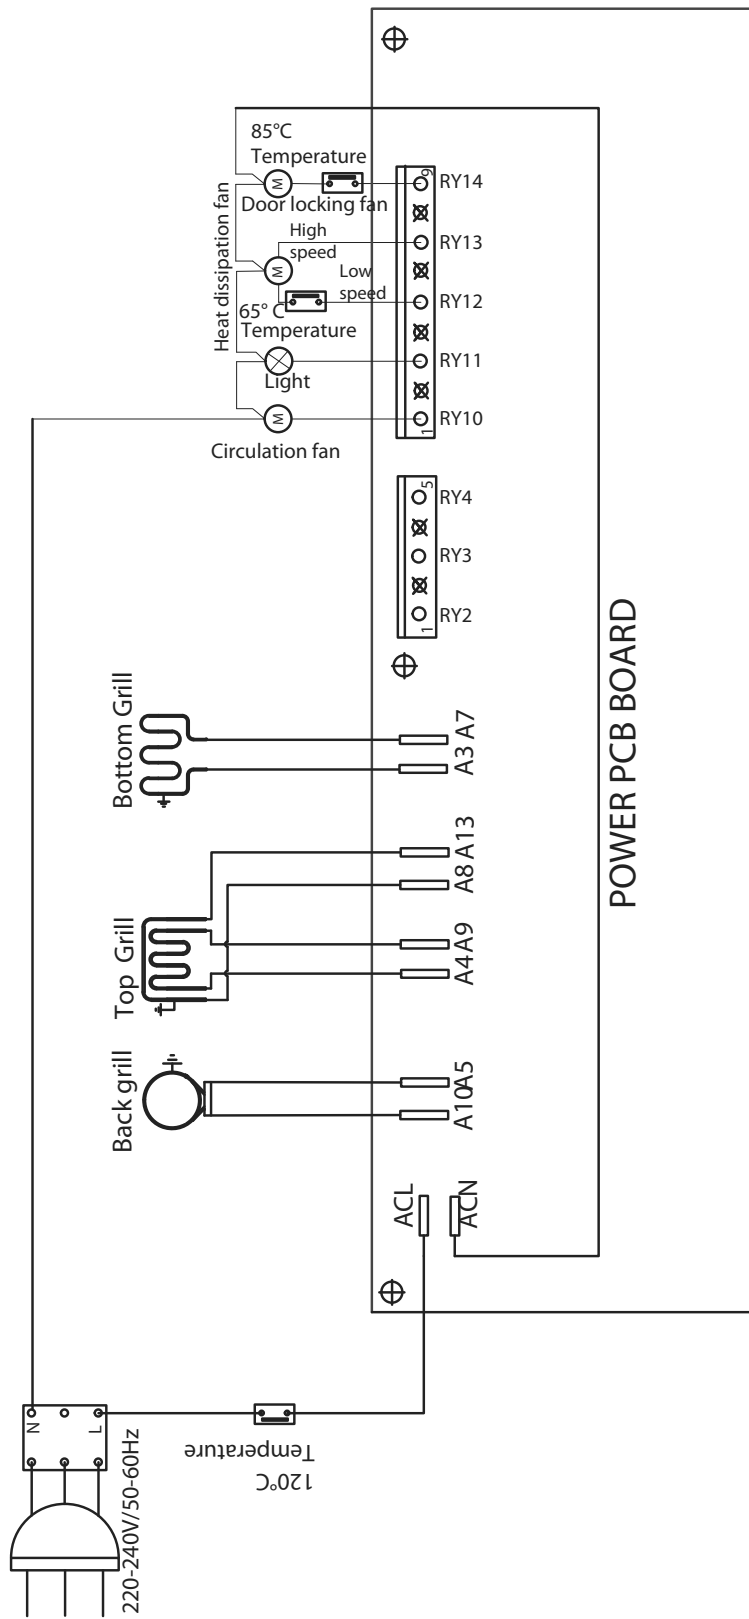 85°C
Temperature
M
Door locking fan
Heat dissipation fan
High
speed
M
Low
speed
65° C
Temperature
Light
M
Circulation fan
9
RY14
RY13
RY12
RY11
RY10
1
5
RY4
RY3
RY2
1
Bottom Grill
A3 A7
Top Grill
A8 A13
A4 A9
Back grill
A10 A5
ACL
ACN
POWER PCB BOARD
N
L
220-240V/50-60Hz
120°C
Temperature